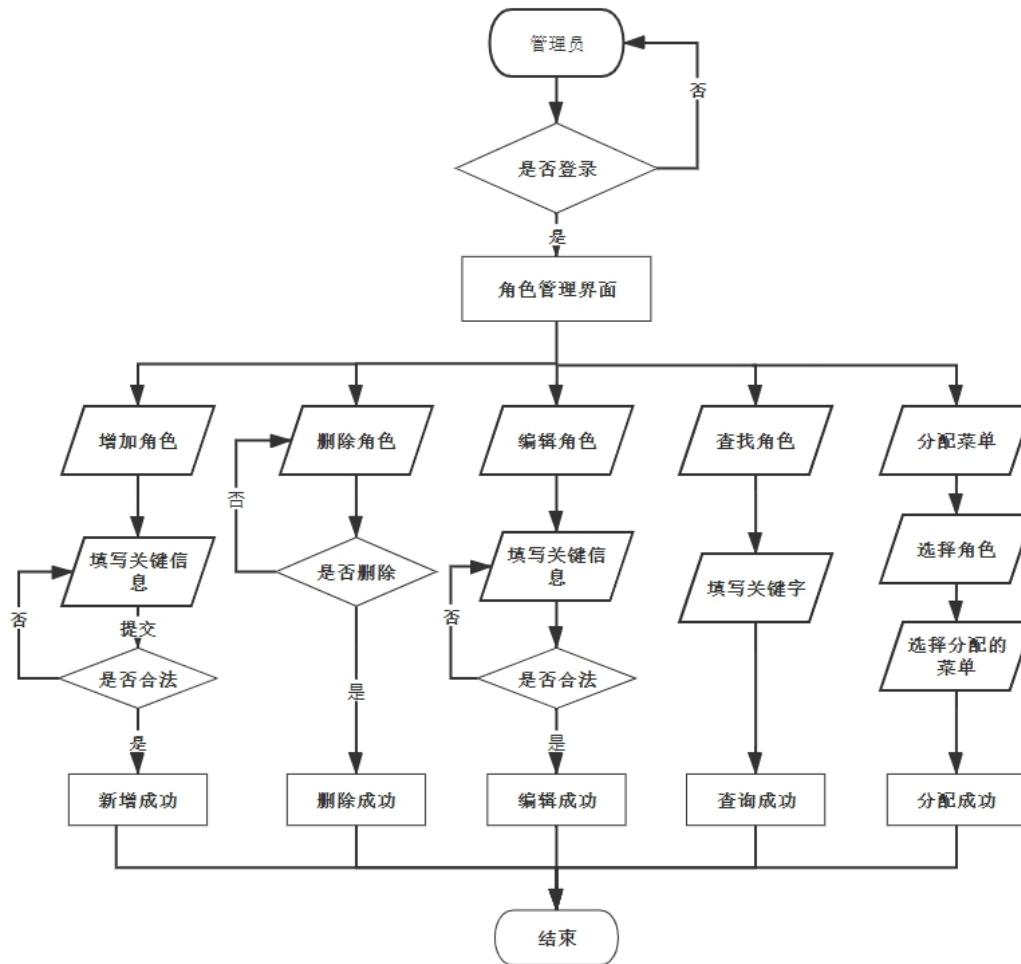 管理员
否
是否登录
是
角色管理界面
增加角色
删除角色
编辑角色
查找角色
分配菜单
否
填写关键信
息
是否删除
填写关键信
息
填写关键字
选择角色
否
提交
否
选择分配的
菜单
是否合法
是
是否合法
是
是
新增成功
删除成功
编辑成功
查询成功
分配成功
结束